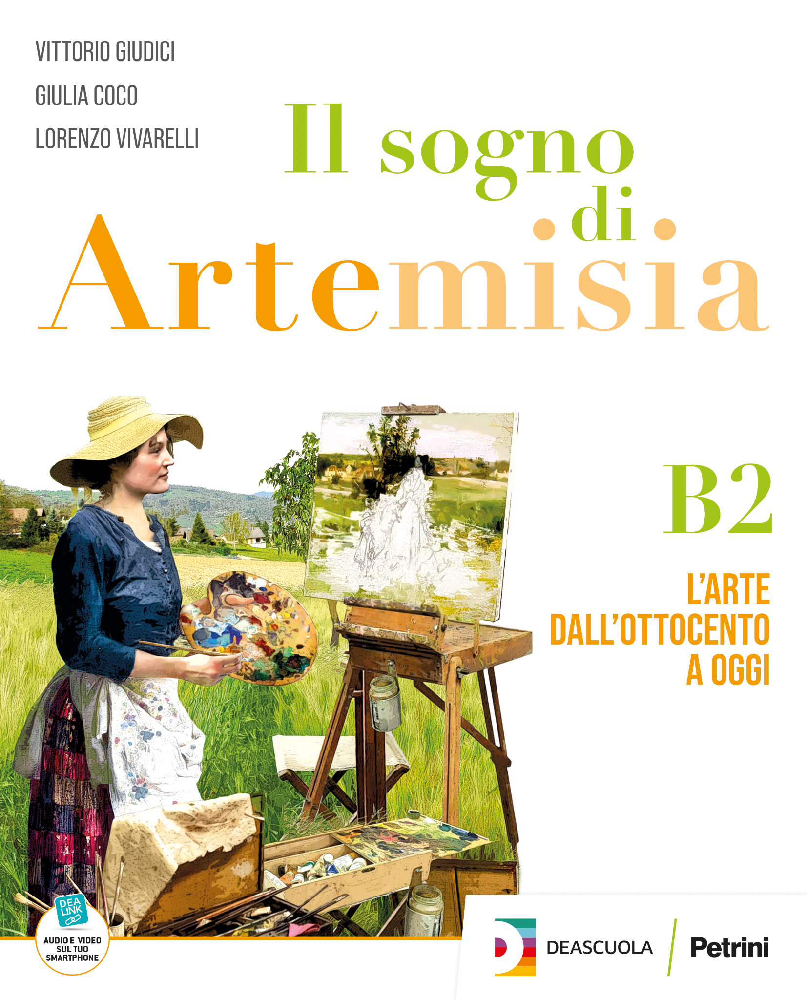 VITTORIO GIUDICI
GIULIA COCO
LORENZO VIVARELLI
Il sogno
di
Artemisia
B2
L'ARTE
DALL'OTTOCENTO
A OGGI
DEA
LINK
AUDIO E VIDEO
SUL TUO
SMARTPHONE
DEASCUOLA
Petrini